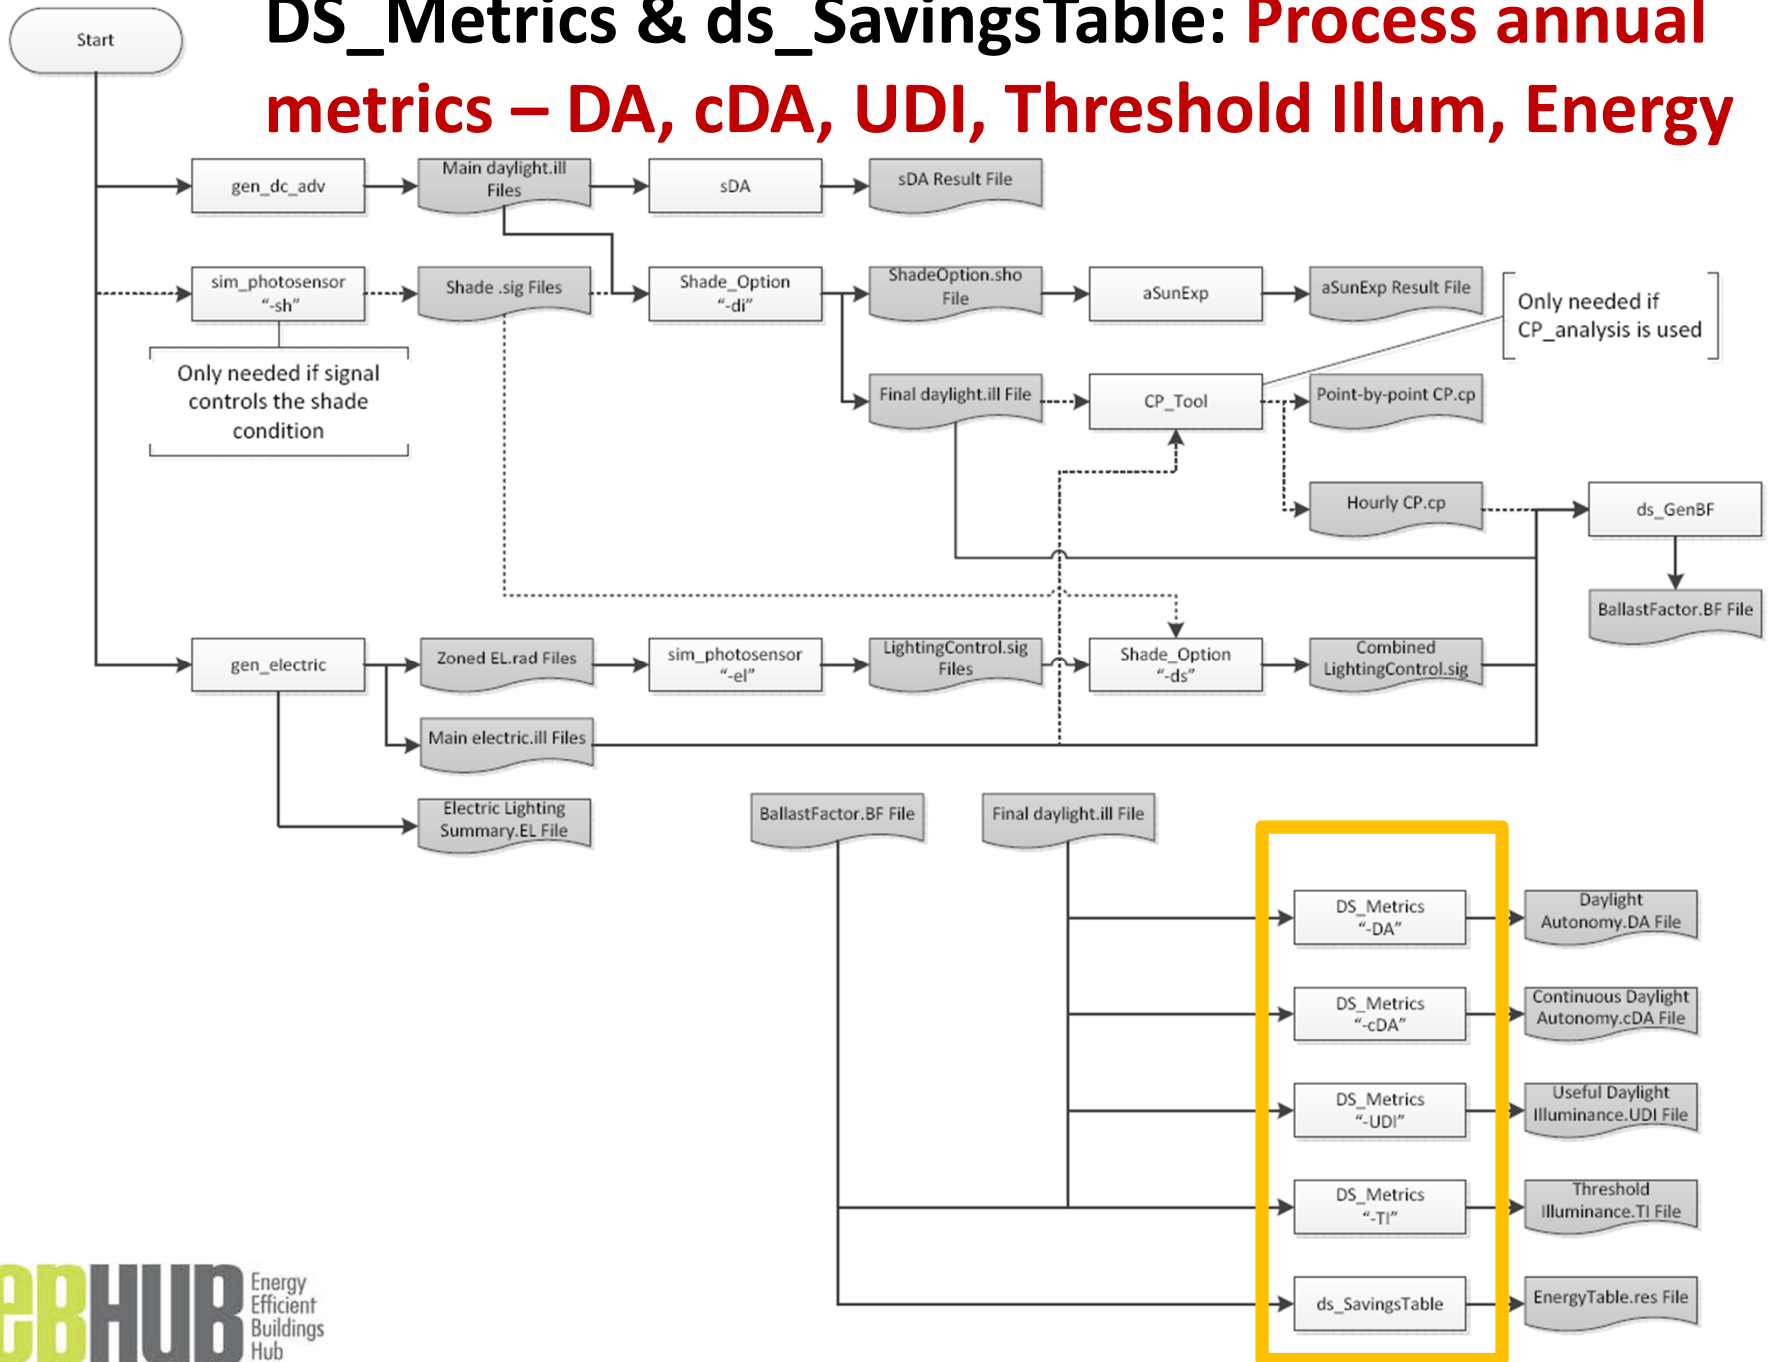 DS_Metrics & ds_SavingsTable: Process annual
metrics – DA, cDA, UDI, Threshold Illum, Energy
Start
gen_dc_adv
Main daylight.ill
Files
sDA
sDA Result File
sim_photosensor
“-sh”
Shade .sig Files
Shade_Option
“-di”
ShadeOption.sho
File
aSunExp
aSunExp Result File
Only needed if
CP_analysis is used
Only needed if signal
controls the shade
condition
Final daylight.ill File
CP_Tool
Point-by-point CP.cp
Hourly CP.cp
ds_GenBF
BallastFactor.BF File
gen_electric
Zoned EL.rad Files
sim_photosensor
“-el”
LightingControl.sig
Files
Shade_Option
“-ds”
Combined
LightingControl.sig
Main electric.ill Files
Electric Lighting
Summary.EL File
BallastFactor.BF File
Final daylight.ill File
DS_Metrics
“-DA”
Daylight
Autonomy.DA File
DS_Metrics
“-cDA”
Continuous Daylight
Autonomy.cDA File
DS_Metrics
“-UDI”
Useful Daylight
Illuminance.UDI File
DS_Metrics
“-TI”
Threshold
Illuminance.TI File
ds_SavingsTable
EnergyTable.res File
eBHUB
Energy
Efficient
Buildings
Hub